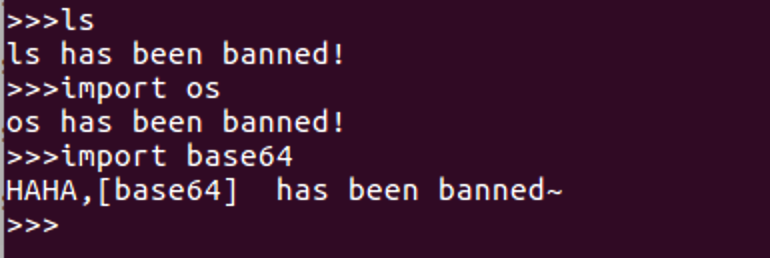 >>>ls
ls has been banned!
>>>import os
os has been banned!
>>>import base64
HAHA,[base64]  has been banned~
>>>